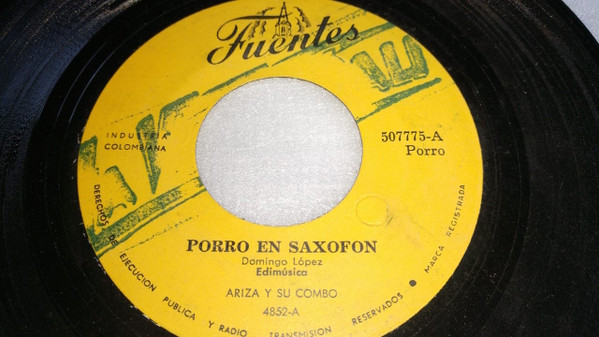 Fuentes
INDUSTRIA
COLOMBIANA
507775-A
Porro
PORRO EN SAXOFON
Domingo López
Edimúsica
ARIZA Y SU COMBO
4852-A
DERECHOS DE EJECUCION PUBLICA Y RADIO TRANSMISION RESERVADOS ● MARCA REGISTRADA